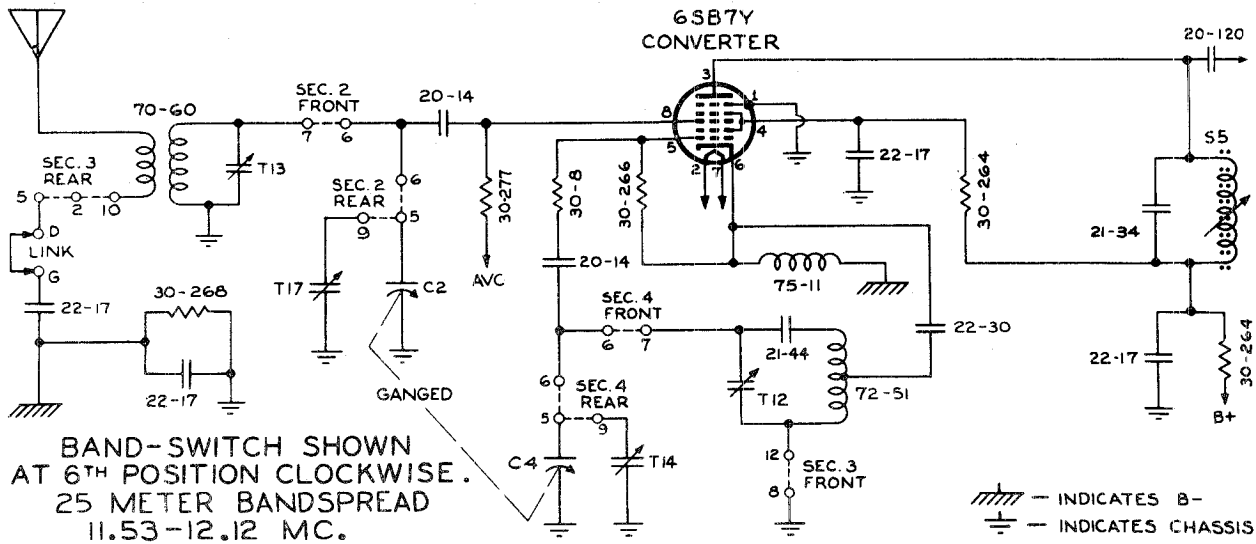 6SB7Y
CONVERTER
20-120
70-60
SEC. 2
FRONT
7
6
20-14
3
1
8
4
5
2
7
6
22-17
S5
T13
SEC. 3
REAR
5
2
10
6
SEC. 2
REAR
19
5
30-277
30-8
30-266
30-264
21-34
D
LINK
G
22-17
30-268
22-17
T17
C2
AVC
20-14
75-11
SEC. 4
FRONT
6
7
21-44
22-30
22-17
30-264
B+
GANGED
6
SEC. 4
REAR
5
9
T12
72-51
C4
T14
12
8
SEC. 3
FRONT
BAND-SWITCH SHOWN
AT 6TH POSITION CLOCKWISE.
25 METER BANDSPREAD
11.53-12.12 MC.
— INDICATES B-
— INDICATES CHASSIS